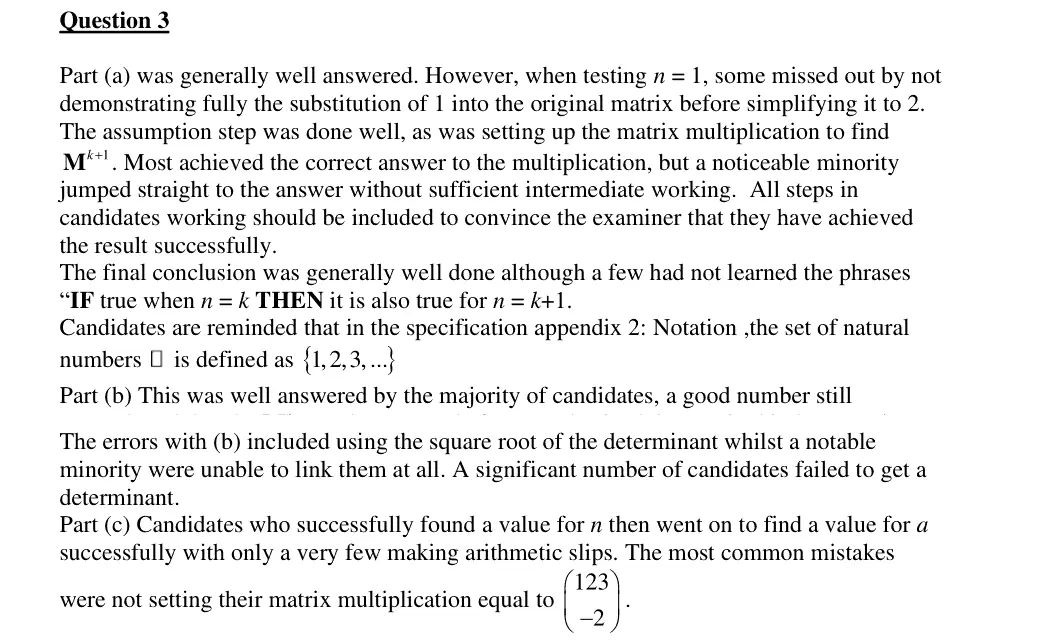 Question 3
Part (a) was generally well answered. However, when testing n = 1, some missed out by not
demonstrating fully the substitution of 1 into the original matrix before simplifying it to 2.
The assumption step was done well, as was setting up the matrix multiplication to find
M^{k+1}. Most achieved the correct answer to the multiplication, but a noticeable minority
jumped straight to the answer without sufficient intermediate working.  All steps in
candidates working should be included to convince the examiner that they have achieved
the result successfully.
The final conclusion was generally well done although a few had not learned the phrases
“IF true when n = k THEN it is also true for n = k+1.
Candidates are reminded that in the specification appendix 2: Notation ,the set of natural
numbers □ is defined as {1, 2, 3, ...}
Part (b) This was well answered by the majority of candidates, a good number still
The errors with (b) included using the square root of the determinant whilst a notable
minority were unable to link them at all. A significant number of candidates failed to get a
determinant.
Part (c) Candidates who successfully found a value for n then went on to find a value for a
successfully with only a very few making arithmetic slips. The most common mistakes
were not setting their matrix multiplication equal to (123
-2).